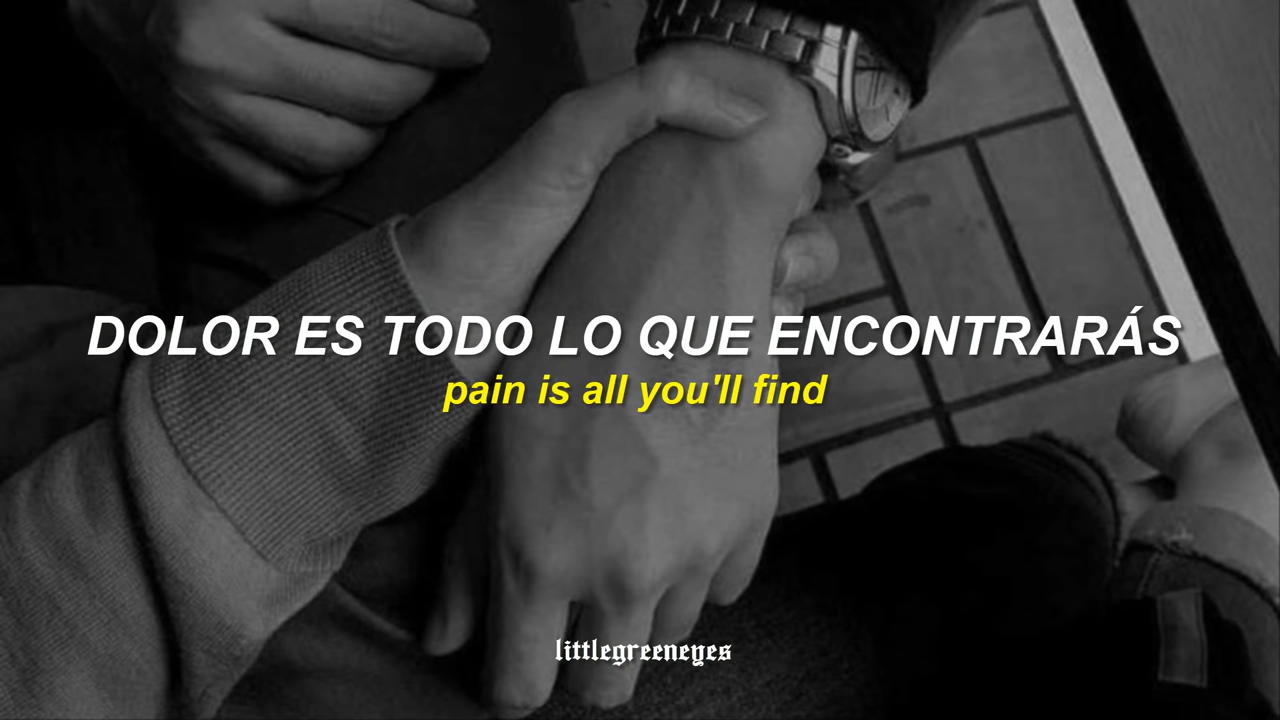 DOLOR ES TODO LO QUE ENCONTRARÁS
pain is all you'll find
littlegreeneyes